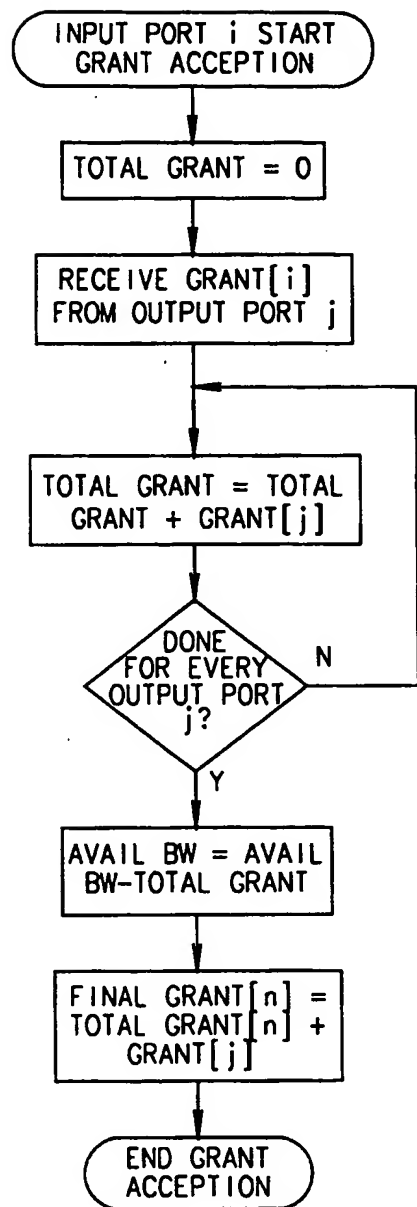 INPUT PORT i START
GRANT ACCEPTION
TOTAL GRANT = 0
RECEIVE GRANT[i]
FROM OUTPUT PORT j
TOTAL GRANT = TOTAL
GRANT + GRANT[j]
DONE
FOR EVERY
OUTPUT PORT
j?
N
Y
AVAIL BW = AVAIL
BW-TOTAL GRANT
FINAL GRANT[n] =
TOTAL GRANT[n] +
GRANT[j]
END GRANT
ACCEPTION